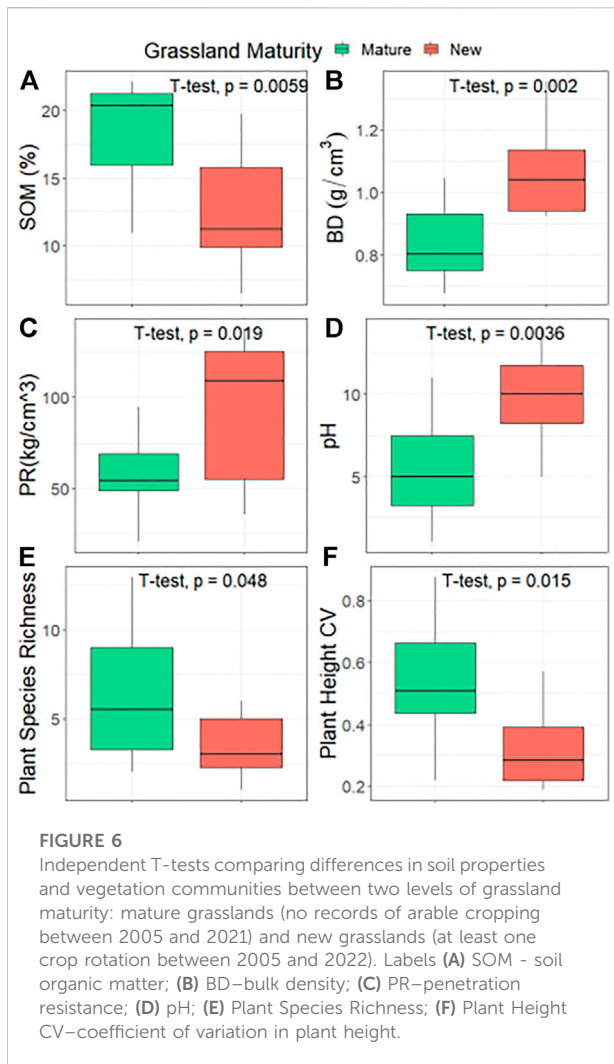 Grassland Maturity Mature New
A
T-test, p = 0.0059
SOM (%)
20
15
10
B
T-test, p = 0.002
BD (g/cm³)
1.2
1.0
0.8
C
T-test, p = 0.019
PR(kg/cm^3)
100
50
D
T-test, p = 0.0036
pH
10
5
E
T-test, p = 0.048
Plant Species Richness
10
5
F
T-test, p = 0.015
Plant Height CV
0.8
0.6
0.4
0.2
FIGURE 6
Independent T-tests comparing differences in soil properties
and vegetation communities between two levels of grassland
maturity: mature grasslands (no records of arable cropping
between 2005 and 2021) and new grasslands (at least one
crop rotation between 2005 and 2022). Labels (A) SOM - soil
organic matter; (B) BD–bulk density; (C) PR–penetration
resistance; (D) pH; (E) Plant Species Richness; (F) Plant Height
CV–coefficient of variation in plant height.